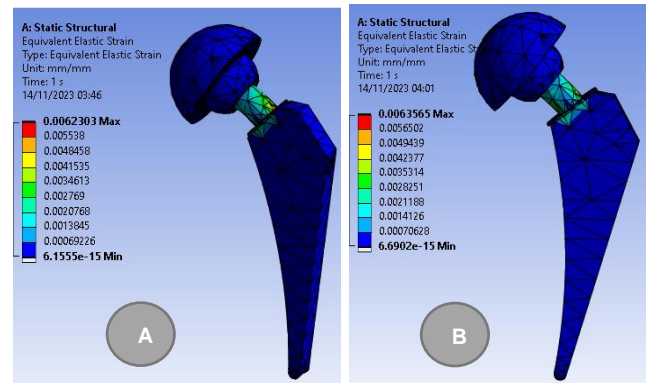 A: Static Structural
Equivalent Elastic Strain
Type: Equivalent Elastic Strain
Unit: mm/mm
Time: 1 s
14/11/2023 03:46
0.0062303 Max
0.005538
0.0048458
0.0041535
0.0034613
0.002769
0.0020768
0.0013845
0.00069226
6.1555e-15 Min
A
A: Static Structural
Equivalent Elastic Strain
Type: Equivalent Elastic St
Unit: mm/mm
Time: 1 s
14/11/2023 04:01
0.0063565 Max
0.0056502
0.0049439
0.0042377
0.0035314
0.0028251
0.0021188
0.0014126
0.00070628
6.6902e-15 Min
B